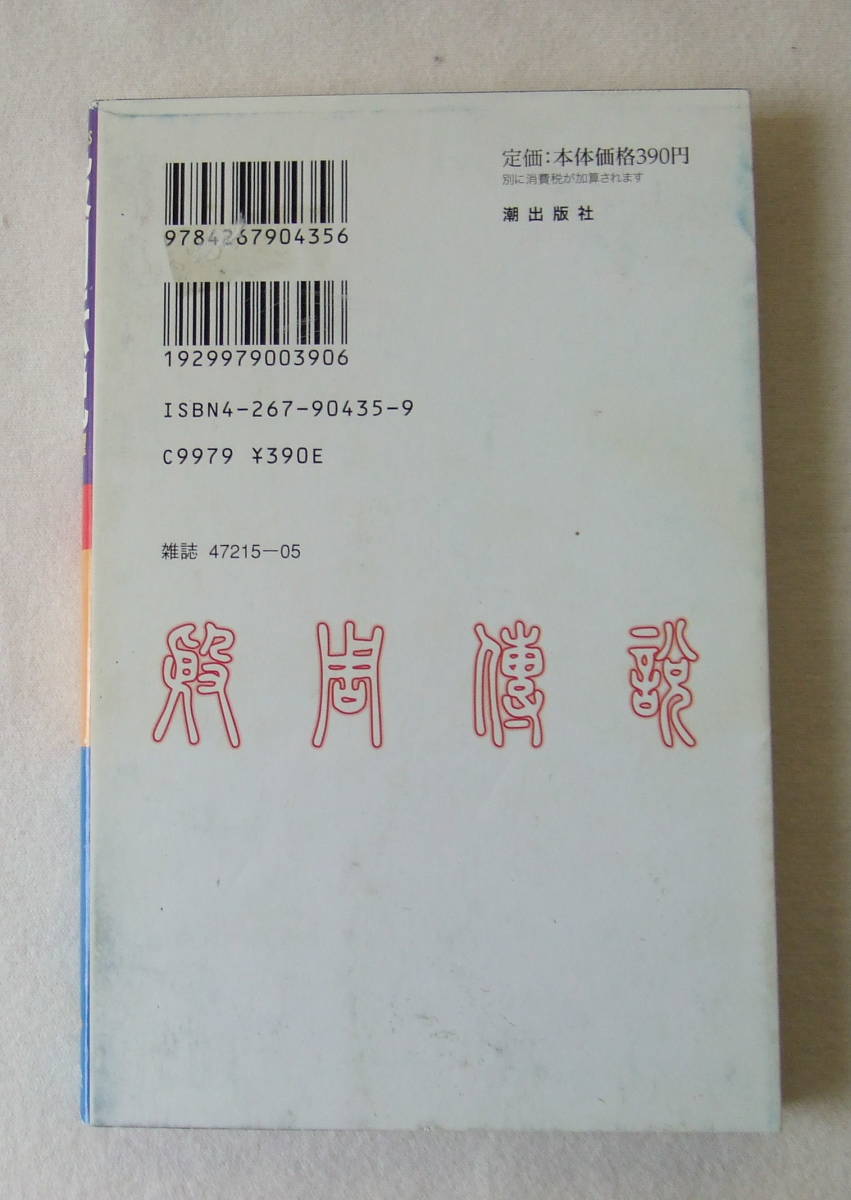 9784267904356
1929979003906
ISBN4-267-90435-9
C9979 ¥390E
雑誌 47215-05
定価：本体価格390円
別に消費税が加算されます
潮出版社
殷周傳說